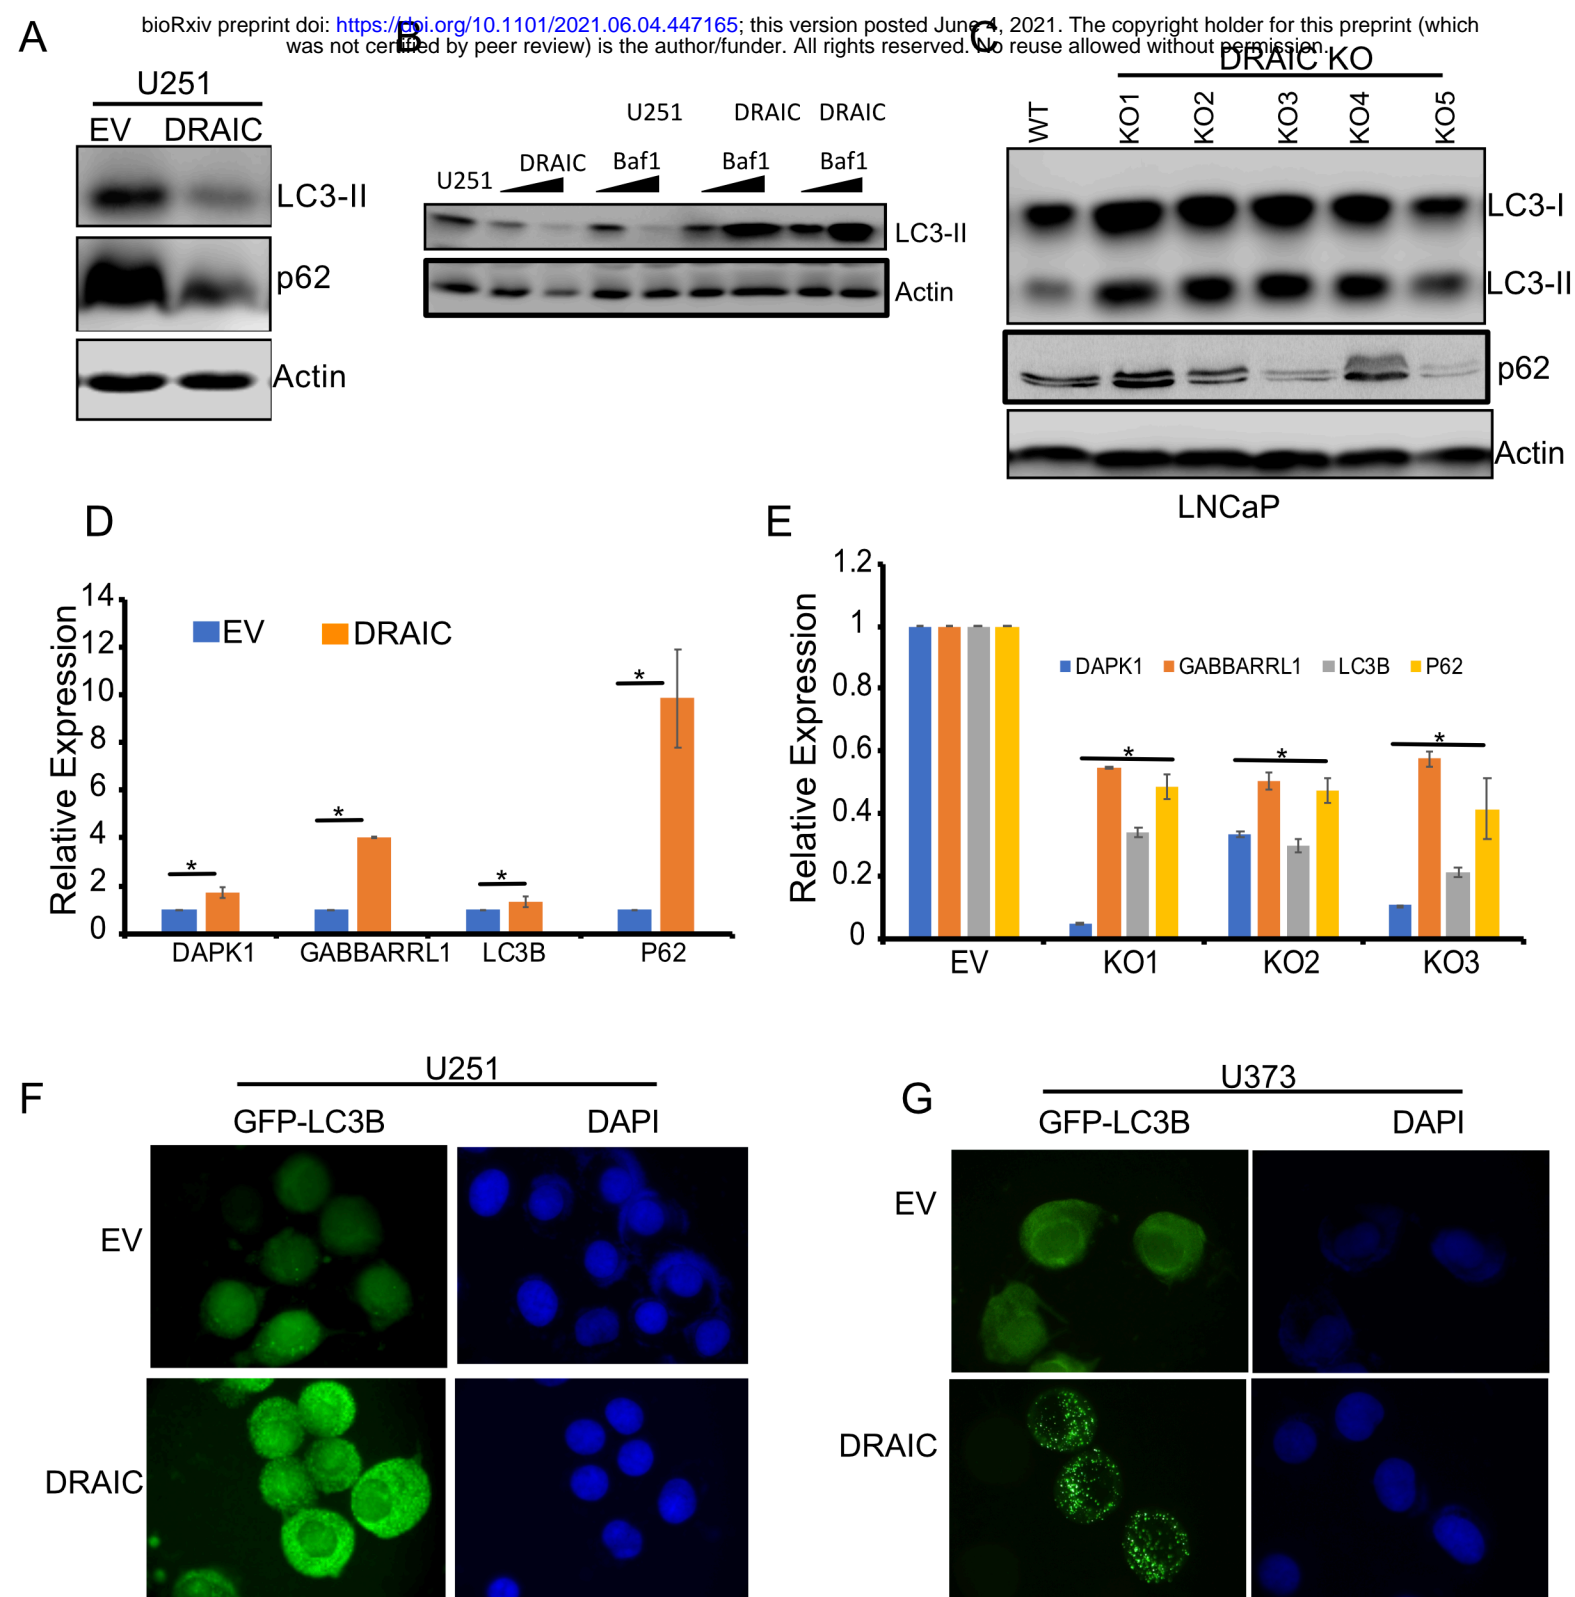 bioRxiv preprint doi: https://doi.org/10.1101/2021.06.04.447165; this version posted June 4, 2021. The copyright holder for this preprint (which
was not certified by peer review) is the author/funder. All rights reserved. No reuse allowed without permission.
A
U251
EV DRAIC
LC3-II
p62
Actin
B
U251 DRAIC DRAIC
U251 DRAIC Baf1 Baf1 Baf1
LC3-II
Actin
C
DRAIC KO
WT KO1 KO2 KO3 KO4 KO5
LC3-I
LC3-II
p62
Actin
LNCaP
D
Relative Expression
14
12
10
8
6
4
2
0
EV DRAIC
* * * *
DAPK1 GABBARRL1 LC3B P62
E
Relative Expression
1.2
1
0.8
0.6
0.4
0.2
0
DAPK1 GABBARRL1 LC3B P62
* * *
EV KO1 KO2 KO3
F
U251
GFP-LC3B DAPI
EV
DRAIC
G
U373
GFP-LC3B DAPI
EV
DRAIC